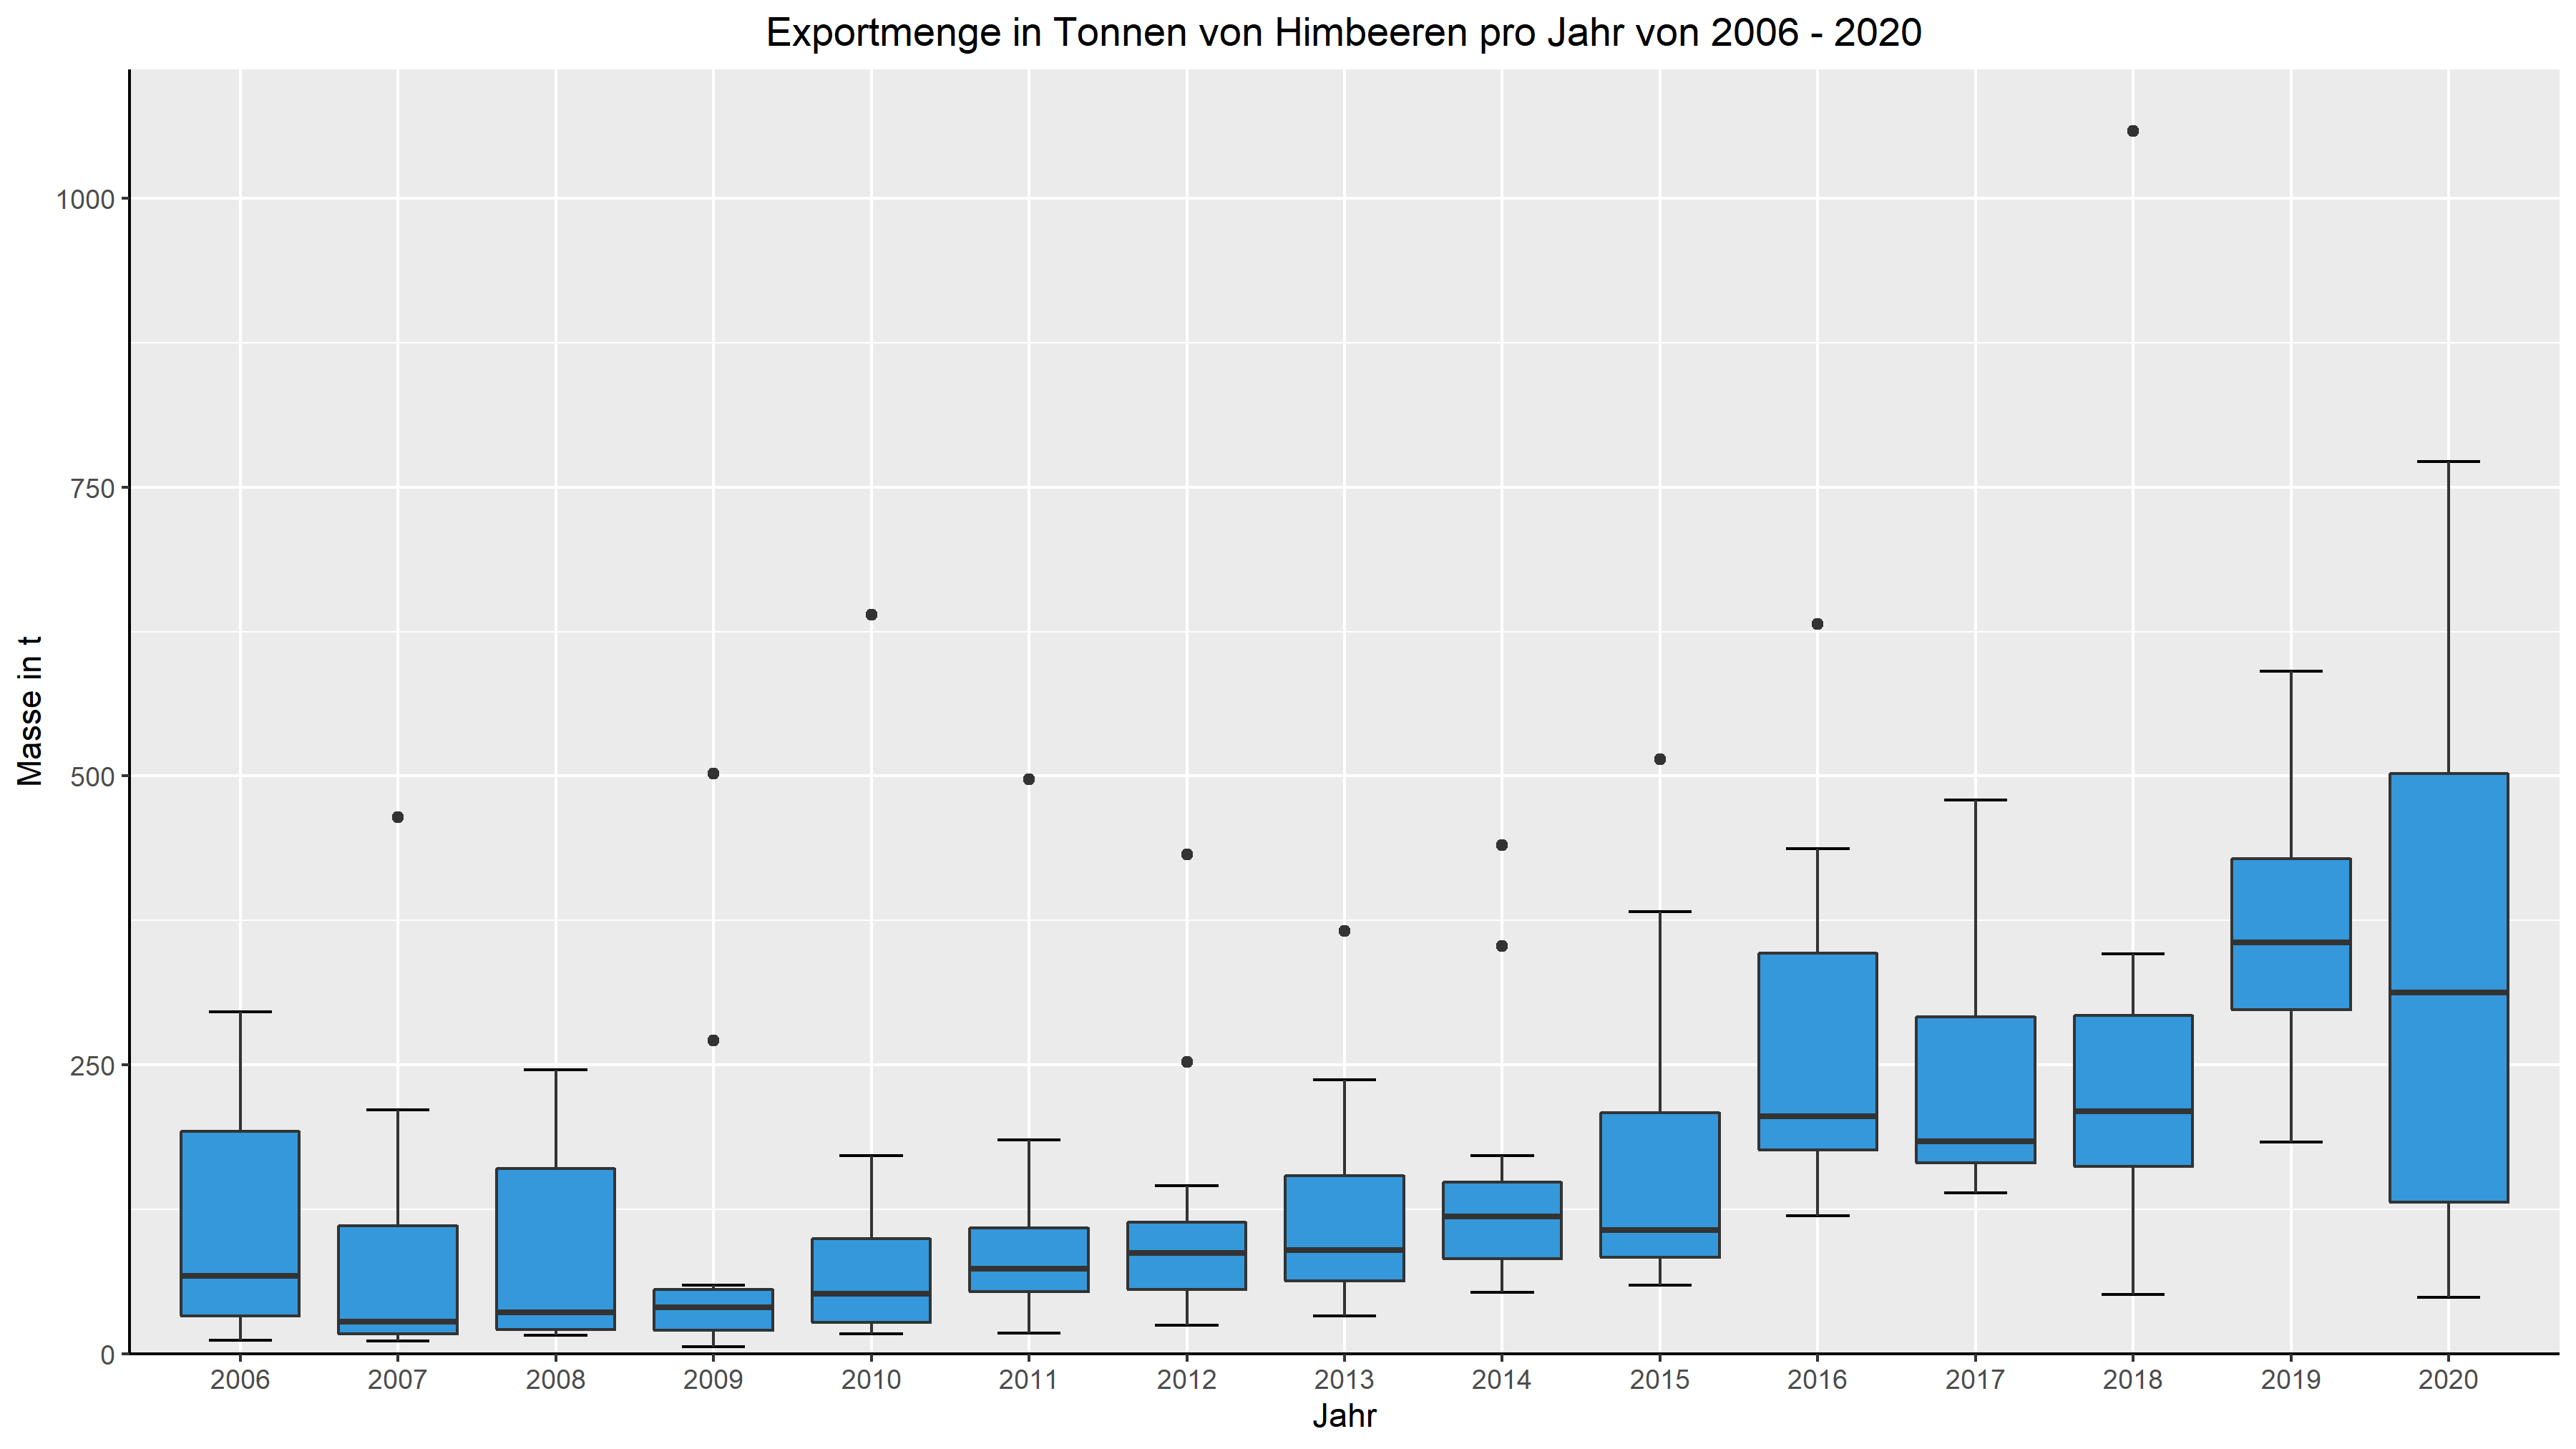 Exportmenge in Tonnen von Himbeeren pro Jahr von 2006 - 2020
Masse in t
1000
750
500
250
0
2006 2007 2008 2009 2010 2011 2012 2013 2014 2015 2016 2017 2018 2019 2020
Jahr